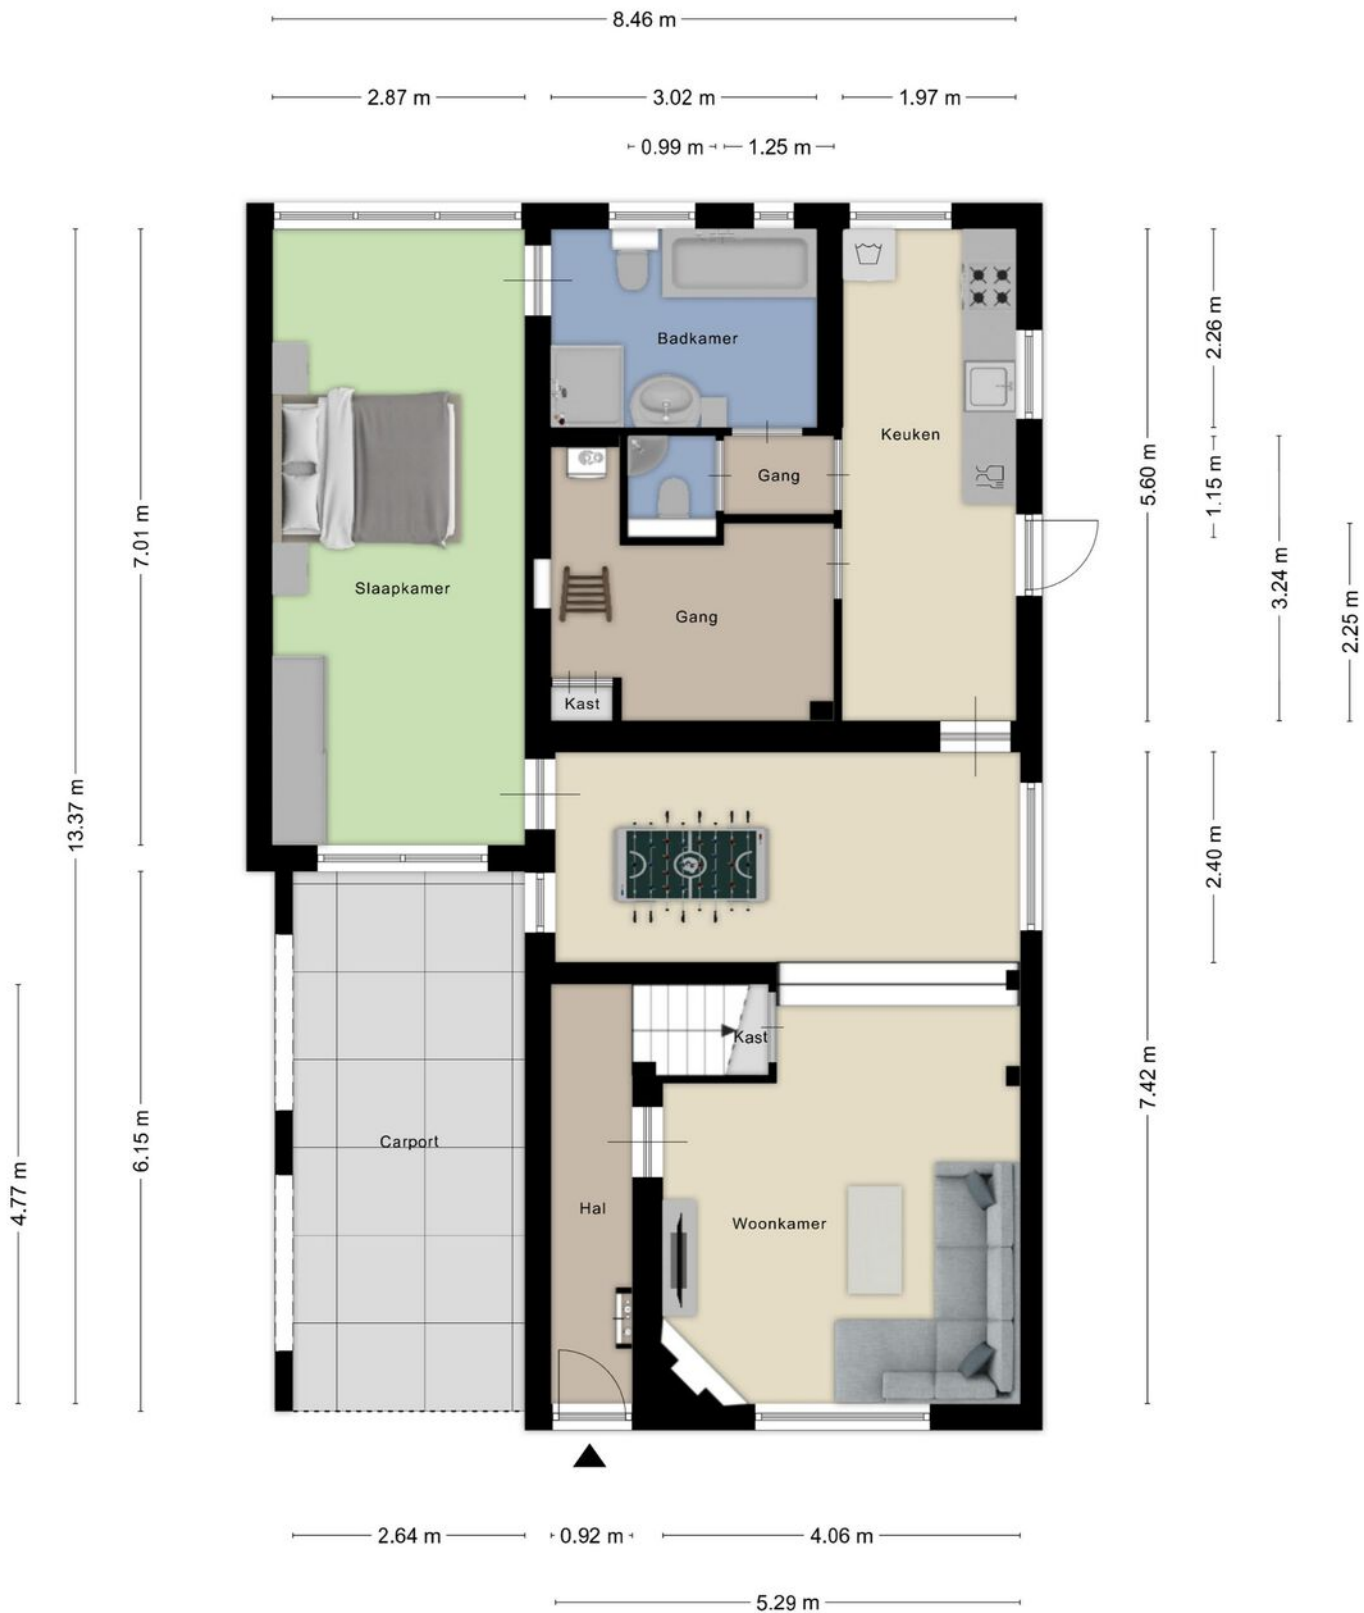 8.46 m
2.87 m
3.02 m
1.97 m
0.99 m
1.25 m
Badkamer
2.26 m
Keuken
5.60 m
Gang
1.15 m
7.01 m
Slaapkamer
3.24 m
Gang
2.25 m
Kast
13.37 m
2.40 m
Kast
7.42 m
Carport
6.15 m
4.77 m
Hal
Woonkamer
2.64 m
0.92 m
4.06 m
5.29 m